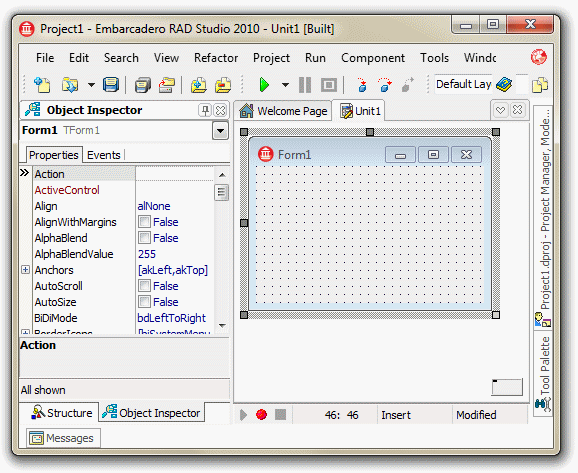 Project1 - Embarcadero RAD Studio 2010 - Unit1 [Built]
File Edit Search View Refactor Project Run Component Tools Windc
Default Lay
Object Inspector
Form1 TForm1
Properties Events
Action
ActiveControl
Align alNone
AlignWithMargins False
AlphaBlend False
AlphaBlendValue 255
Anchors [akLeft,akTop]
AutoScroll False
AutoSize False
BiDiMode bdLeftToRight
BorderIcons [biSystemMenu
Action
All shown
Structure Object Inspector
Welcome Page Unit1
Form1
46: 46 Insert Modified
Project1.dproj - Project Manager, Mode...
Tool Palette
Messages